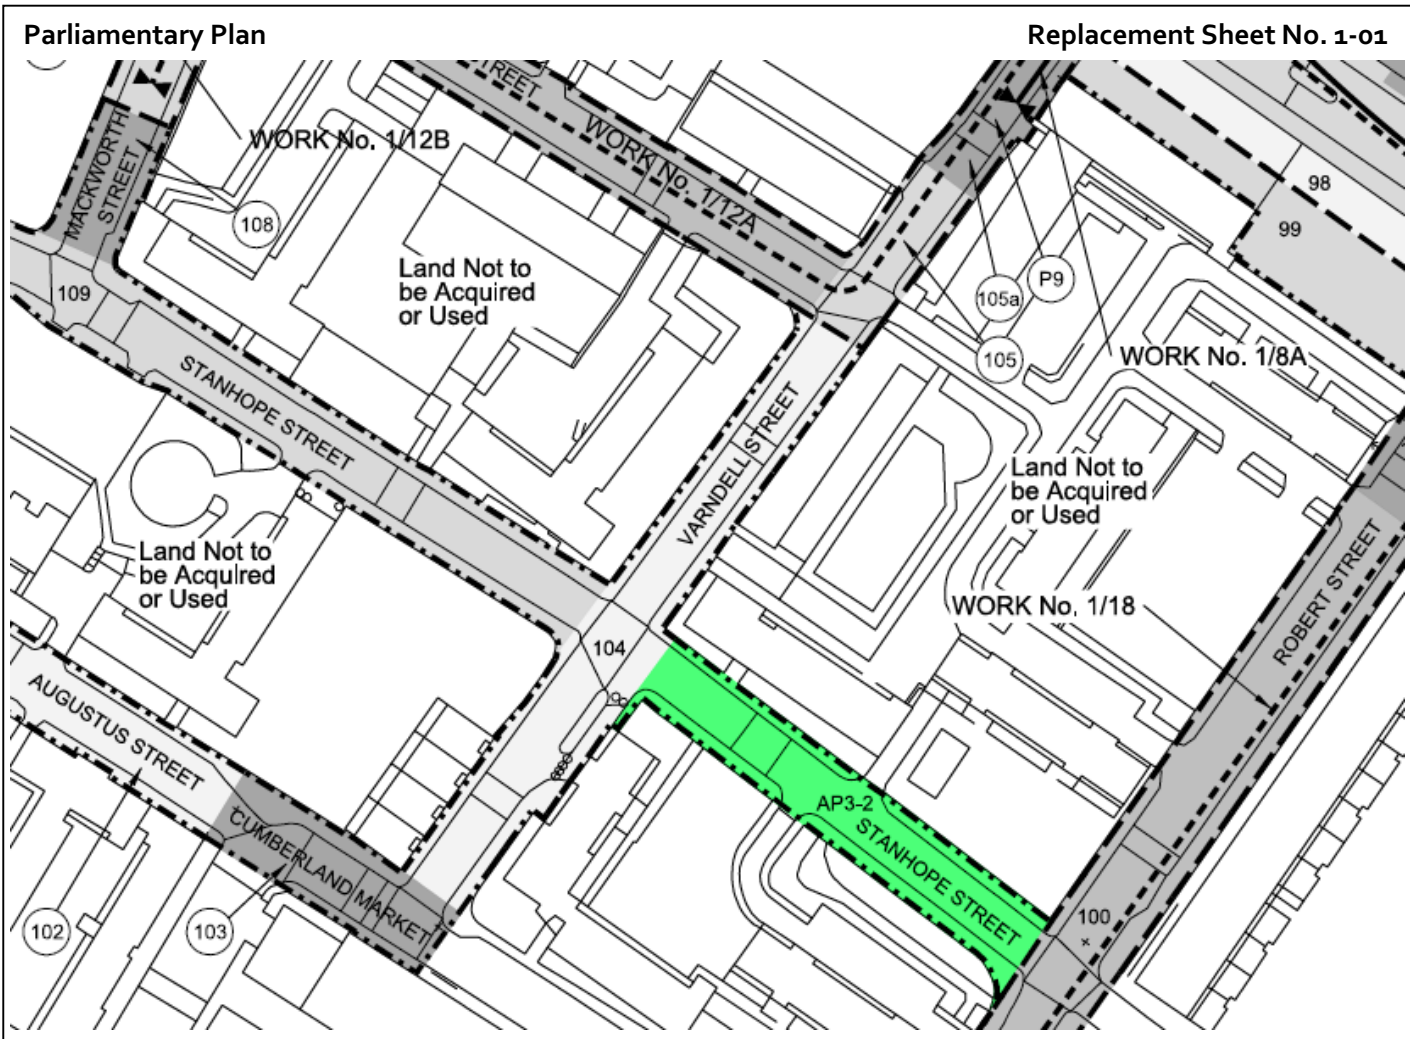 Parliamentary Plan
Replacement Sheet No. 1-01
STREET
WORK No. 1/12B
WORK No. 1/12A
MACKWORTH
STREET
108
98
99
Land Not to
be Acquired
or Used
109
105a
P9
105
WORK No. 1/8A
STANHOPE STREET
VARNDELL STREET
Land Not to
be Acquired
or Used
Land Not to
be Acquired
or Used
WORK No. 1/18
ROBERT STREET
104
AUGUSTUS STREET
AP3-2
STANHOPE STREET
CUMBERLAND MARKET
102
103
100